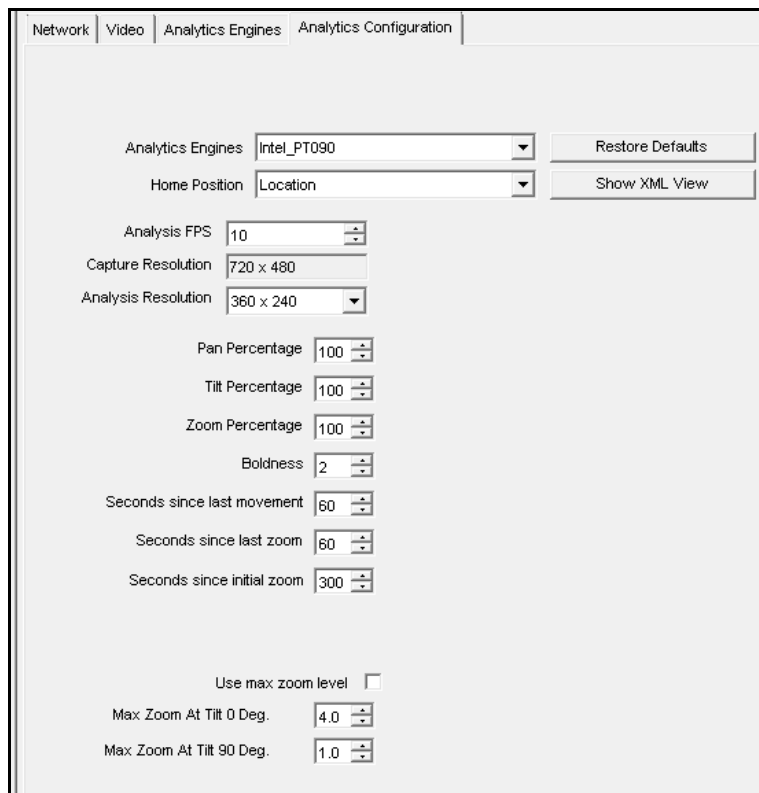 Network Video Analytics Engines Analytics Configuration
Analytics Engines Intel_PT090 Restore Defaults
Home Position Location Show XML View
Analysis FPS 10
Capture Resolution 720 x 480
Analysis Resolution 360 x 240
Pan Percentage 100
Tilt Percentage 100
Zoom Percentage 100
Boldness 2
Seconds since last movement 60
Seconds since last zoom 60
Seconds since initial zoom 300
Use max zoom level
Max Zoom At Tilt 0 Deg. 4.0
Max Zoom At Tilt 90 Deg. 1.0